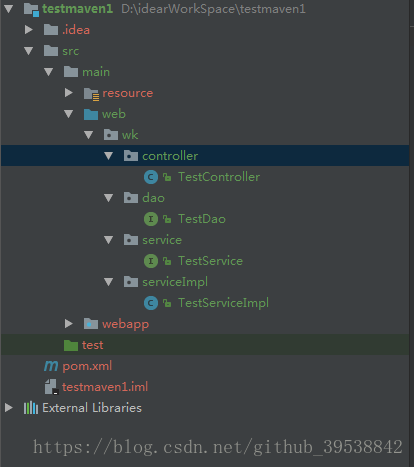 testmaven1 D:\idearWorkSpace\testmaven1
.idea
src
main
resource
web
wk
controller
TestController
dao
TestDao
service
TestService
serviceImpl
TestServiceImpl
webapp
test
pom.xml
testmaven1.iml
External Libraries
https://blog.csdn.net/github_39538842